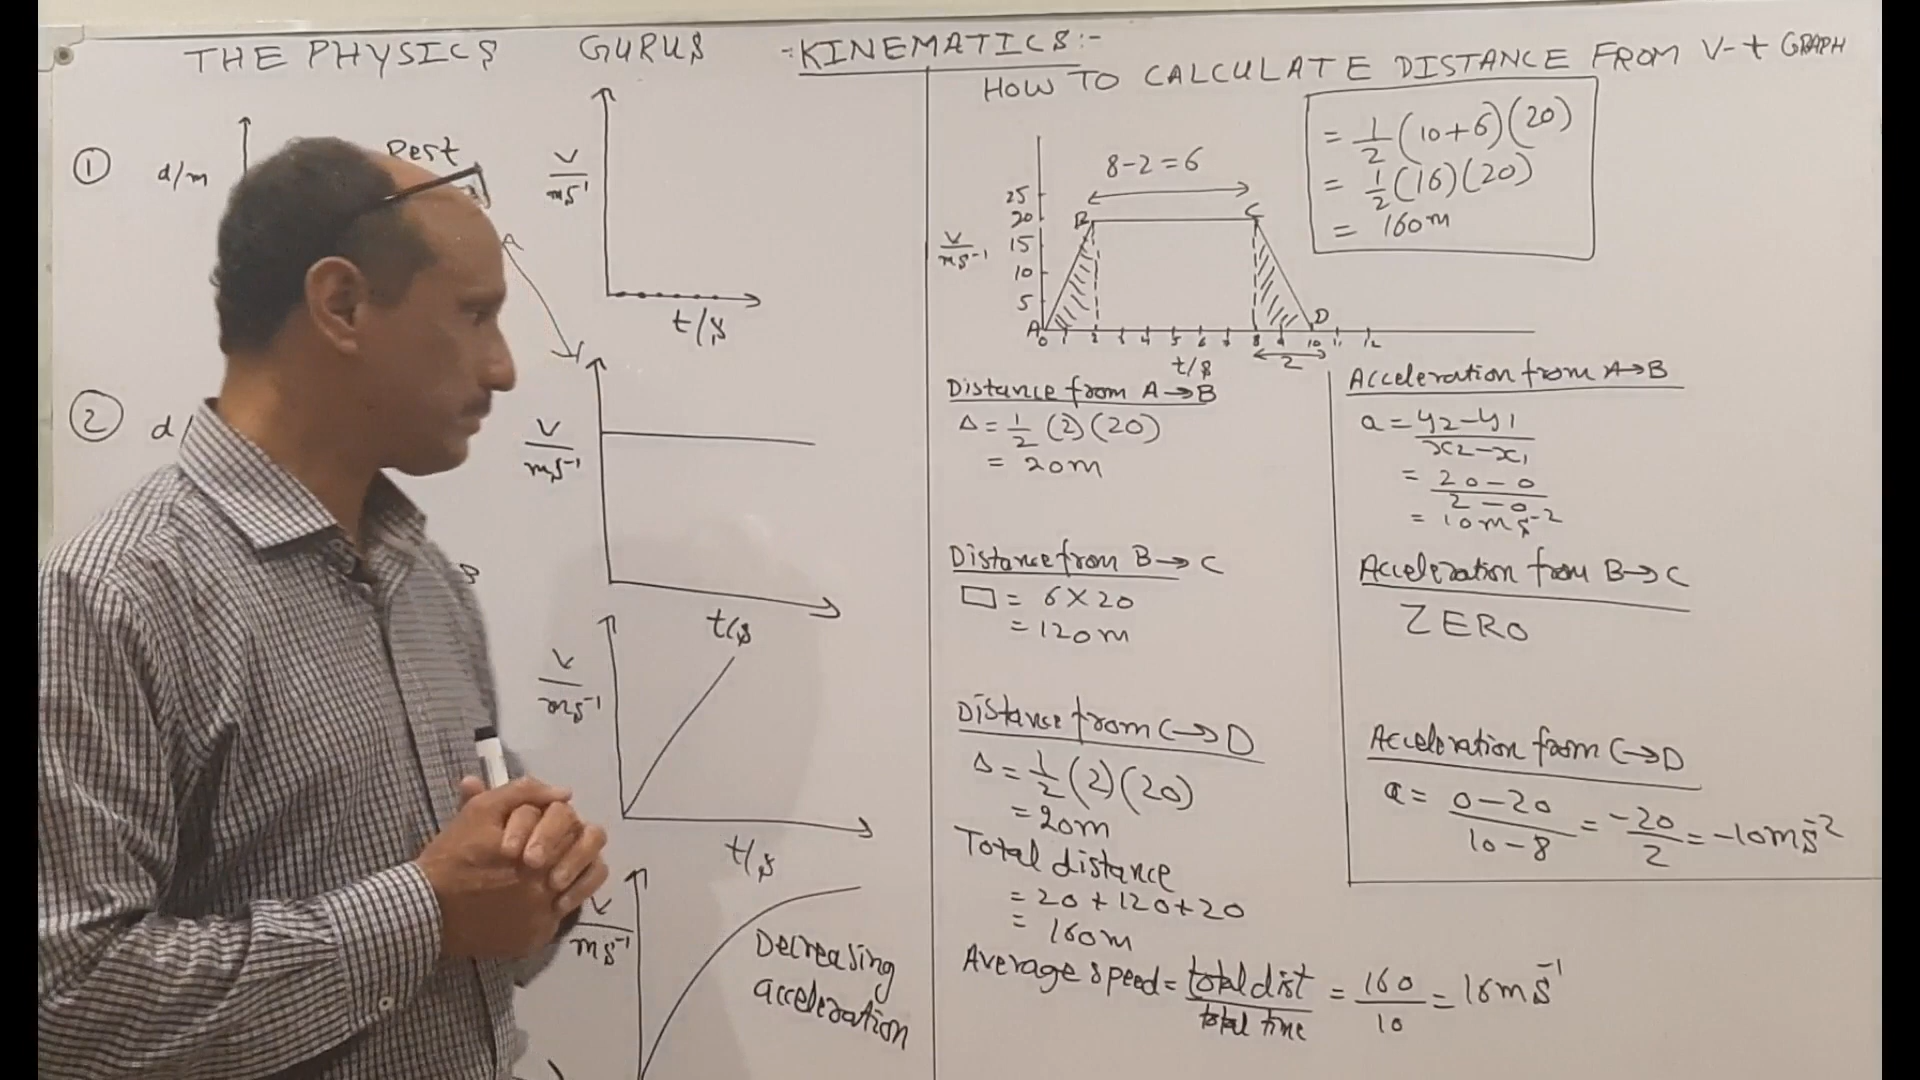 THE PHYSICS GURUS :KINEMATICS:-
HOW TO CALCULATE DISTANCE FROM V-t GRAPH
①
d/m
Rest
A
V/ms⁻¹
t/s
②
d/
V/ms⁻¹
t/s
B
V/ms⁻¹
t/s
V/ms⁻¹
Decreasing
acceleration
= 1/2 (10+6)(20)
= 1/2 (16)(20)
= 160m
8-2=6
25
20
15
10
5
V/ms⁻¹
A B C D
0 1 2 3 4 5 6 7 8 9 10 11 12
t/s
2
Distance from A→B
Δ = 1/2 (2)(20)
= 20m
Distance from B→C
▭ = 6×20
= 120m
Distance from C→D
Δ = 1/2 (2)(20)
= 20m
Total distance
= 20+120+20
= 160m
Average speed = total dist/total time = 160/10 = 16ms⁻¹
Acceleration from A→B
a = y₂-y₁/x₂-x₁
= 20-0/2-0
= 10ms⁻²
Acceleration from B→C
ZERO
Acceleration from C→D
a = 0-20/10-8 = -20/2 = -10ms⁻²